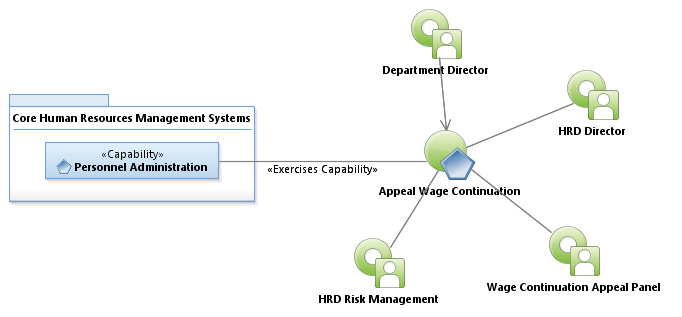 Department Director
Core Human Resources Management Systems
HRD Director
«Capability»
Personnel Administration
«Exercises Capability»
Appeal Wage Continuation
Wage Continuation Appeal Panel
HRD Risk Management